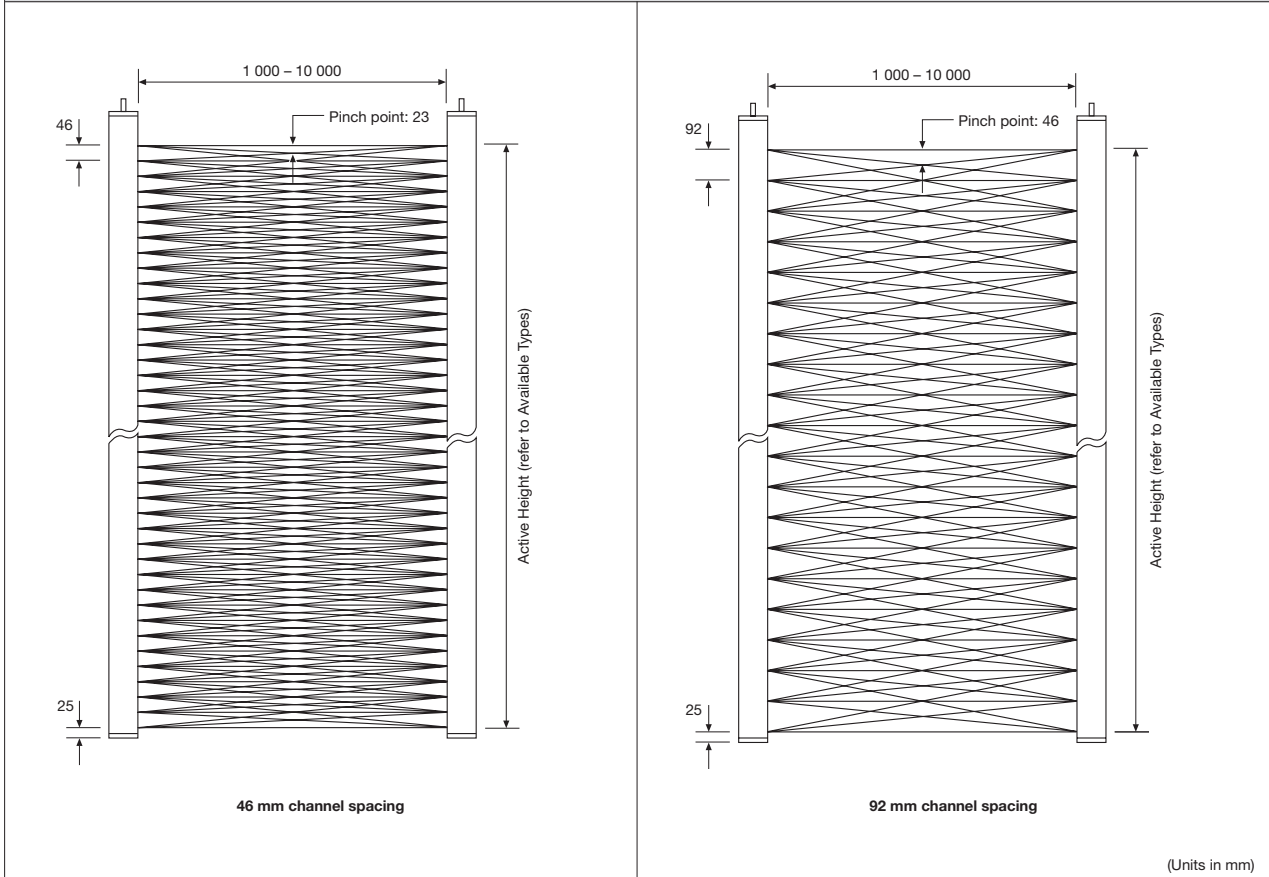 1 000 – 10 000
Pinch point: 23
46
Active Height (refer to Available Types)
25
46 mm channel spacing
1 000 – 10 000
Pinch point: 46
92
Active Height (refer to Available Types)
25
92 mm channel spacing
(Units in mm)